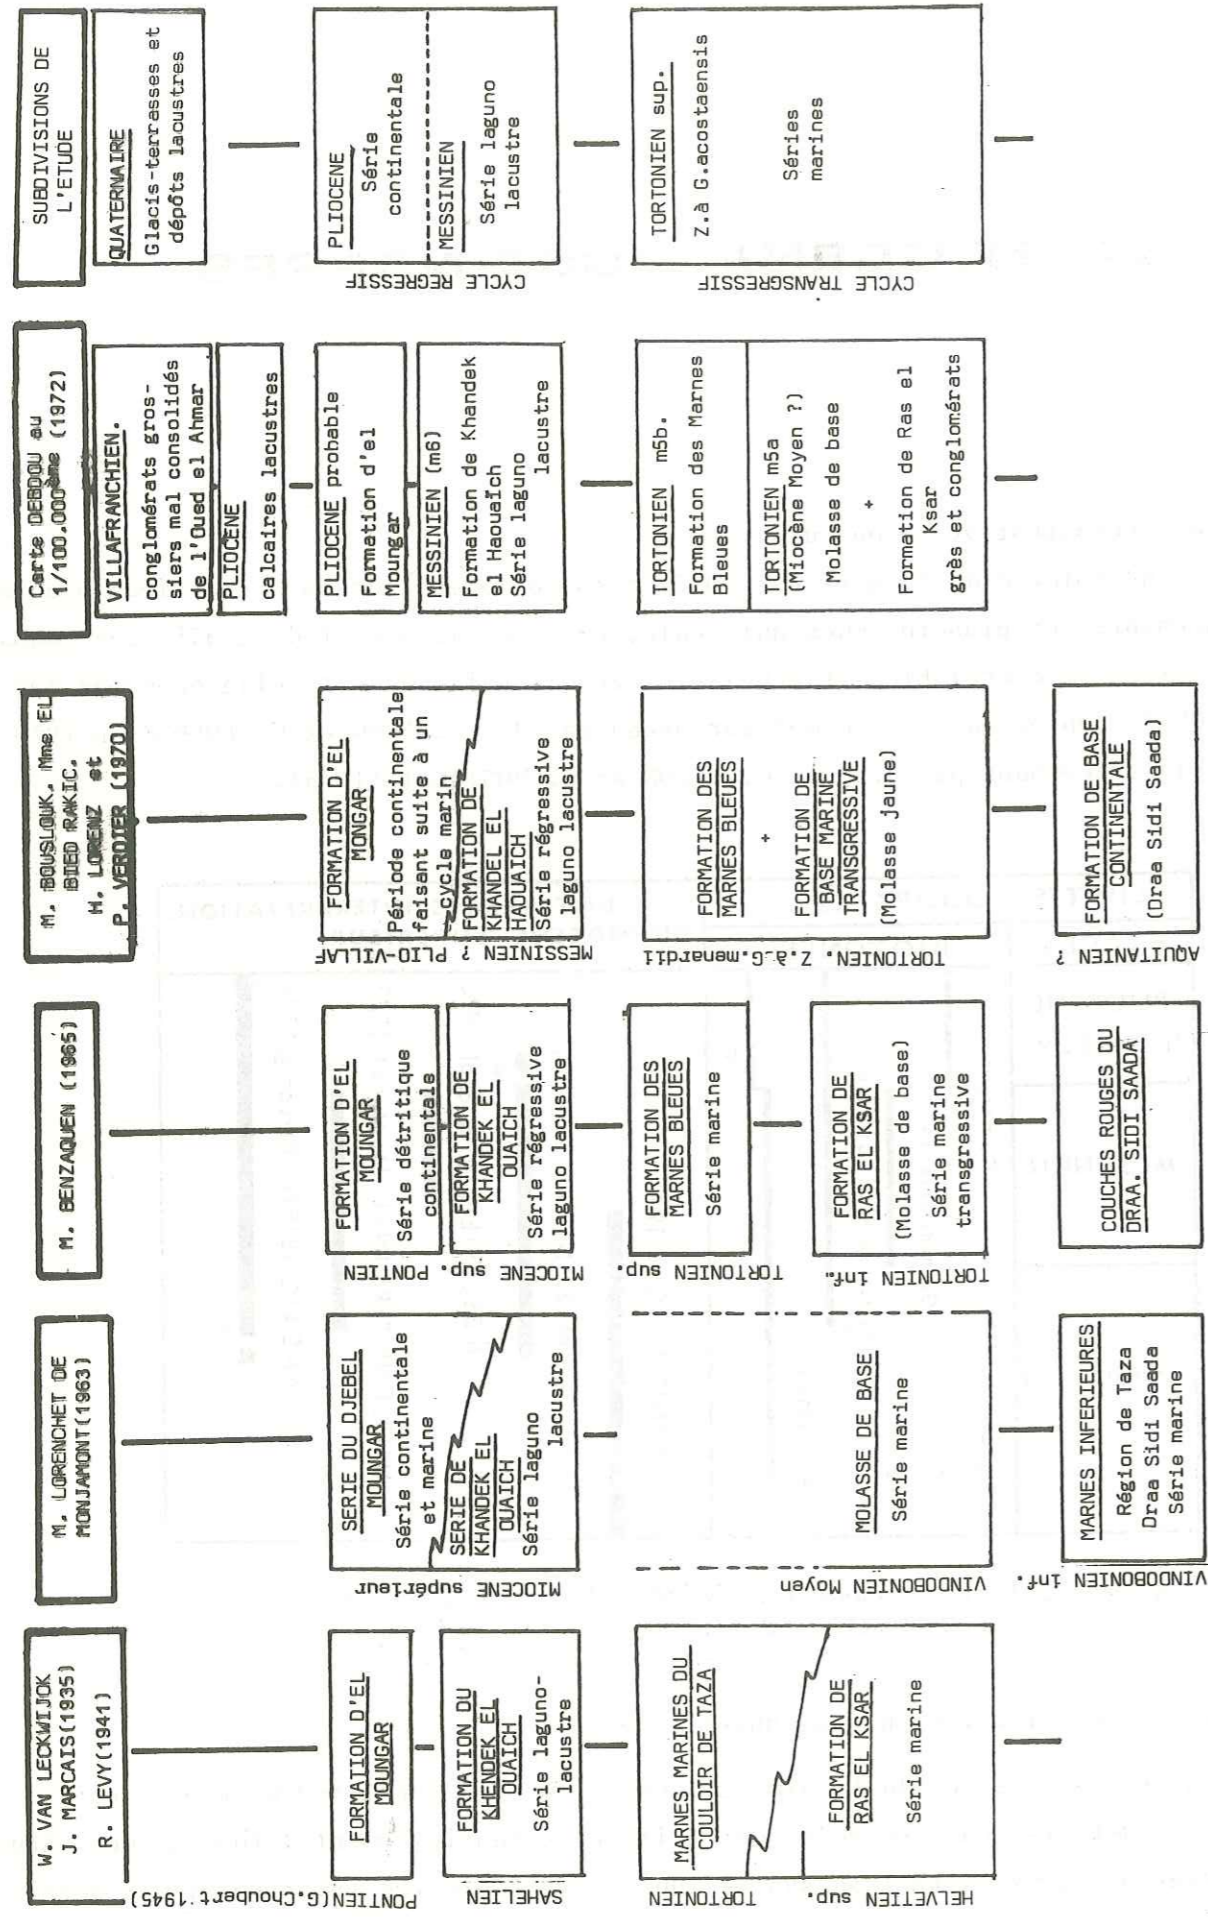 W. VAN LECKWIJCK
J. MARCAIS(1935)
R. LEVY(1941)
PONTIEN(G.Choubert 1945)
FORMATION D'EL
MOUNGAR
SAHELIEN
FORMATION DU
KHENDEK EL
OUAICH
Série laguno-
lacustre
TORTONIEN
MARNES MARINES DU
COULOIR DE TAZA
HELVETIEN sup.
FORMATION DE
RAS EL KSAR
Série marine
M. LORENCHET DE
MONJAMONT(1963)
MIOCENE supérieur
SERIE DU DJEBEL
MOUNGAR
Série continentale
et marine
SERIE DE
KHANDEK EL
OUAICH
Série laguno
lacustre
VINDOBONIEN Moyen
MOLASSE DE BASE
Série marine
VINDOBONIEN inf.
MARNES INFERIEURES
Région de Taza
Draa Sidi Saada
Série marine
M. BENZAQUEN (1965)
PONTIEN
FORMATION D'EL
MOUNGAR
Série détritique
continentale
MIOCENE sup.
FORMATION DE
KHANDEK EL
OUAICH
Série régressive
laguno lacustre
TORTONIEN sup.
FORMATION DES
MARNES BLEUES
Série marine
TORTONIEN inf.
FORMATION DE
RAS EL KSAR
(Molasse de base)
Série marine
transgressive
COUCHES ROUGES DU
DRAA. SIDI SAADA
M. BOUSLOUK. Mme EL
BIED RAKIC.
H. LORENZ et
P. VERDIER (1970)
PLIO-VILLAF
FORMATION D'EL
MONGAR
Période continentale
faisant suite à un
cycle marin
MESSINIEN ?
FORMATION DE
KHANDEL EL
HAOUAICH
Série régressive
laguno lacustre
TORTONIEN. Z.à.G.menardii
FORMATION DES
MARNES BLEUES
+
FORMATION DE
BASE MARINE
TRANSGRESSIVE
(Molasse jaune)
AQUITANIEN ?
FORMATION DE BASE
CONTINENTALE
(Draa Sidi Saada)
Carte DEBDOU au
1/100.000ème (1972)
VILLAFRANCHIEN.
conglomérats gros-
siers mal consolidés
de l'Oued el Ahmar
PLIOCENE
calcaires lacustres
PLIOCENE probable
Formation d'el
Moungar
MESSINIEN (m6)
Formation de Khandek
el Haouaïch
Série laguno
lacustre
TORTONIEN m5b.
Formation des Marnes
Bleues
TORTONIEN m5a
(Miocène Moyen ?)
Molasse de base
+
Formation de Ras el
Ksar
grès et conglomérats
SUBDIVISIONS DE
L'ETUDE
QUATERNAIRE
Glacis-terrasses et
dépôts lacustres
CYCLE REGRESSIF
PLIOCENE
Série
continentale
MESSINIEN
Série laguno
lacustre
CYCLE TRANSGRESSIF
TORTONIEN sup.
Z.à G.acostaensis
Séries
marines